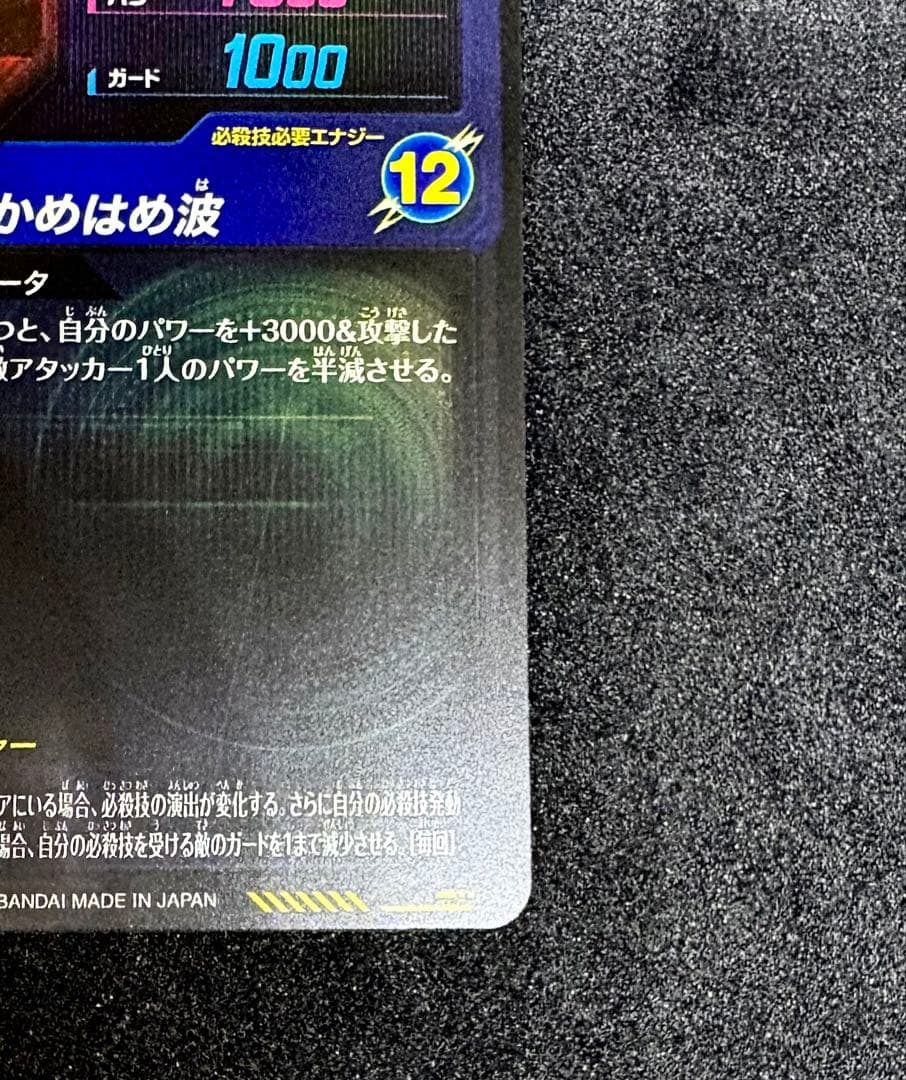 ガード 1000
必殺技必要エナジー
12
かめはめ波
ータ
つと、自分のパワーを+3000&攻撃した
敵アタッカー1人のパワーを半減させる。
ャー
アにいる場合、必殺技の演出が変化する。さらに自分の必殺技発動
場合、自分の必殺技を受ける敵のガードを1まで減少させる。[毎回]
BANDAI MADE IN JAPAN